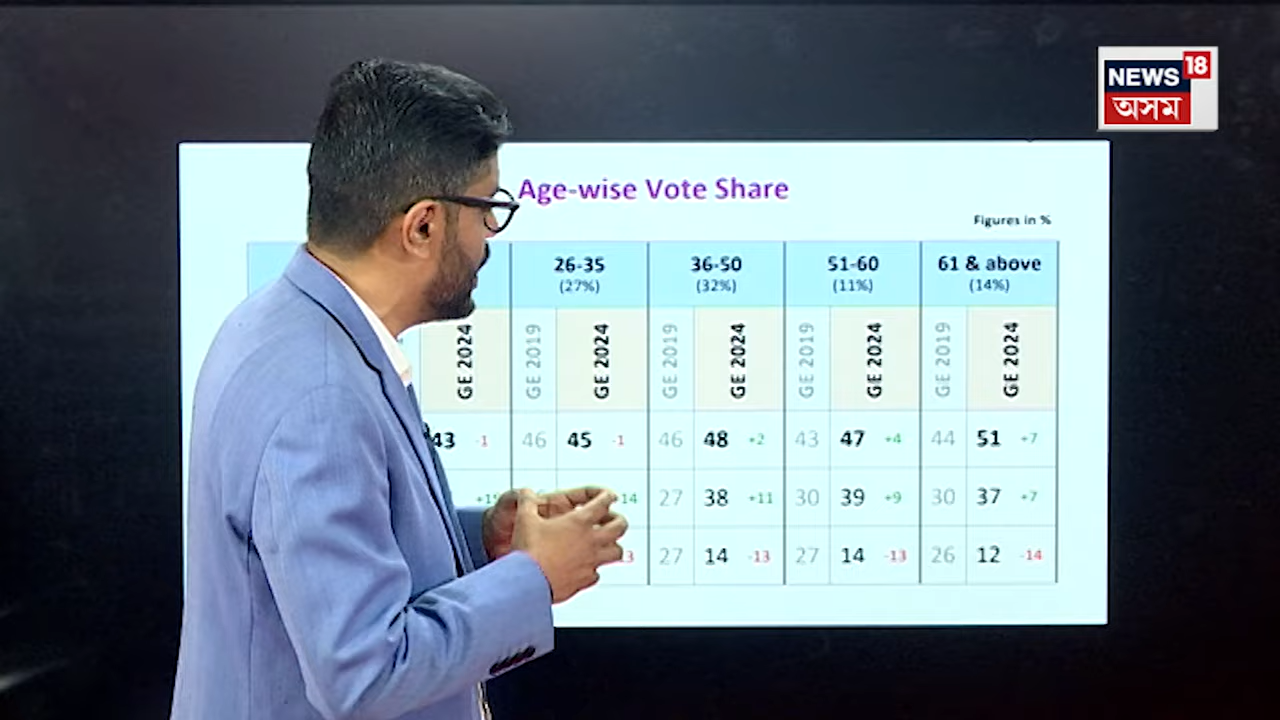 NEWS 18
অসম
Age-wise Vote Share
Figures in %
26-35 36-50 51-60 61 & above
(27%) (32%) (11%) (14%)
GE 2024 GE 2019 GE 2024 GE 2019 GE 2024 GE 2019 GE 2024 GE 2019 GE 2024
43 -1 46 45 -1 46 48 +2 43 47 +4 44 51 +7
27 38 +11 30 39 +9 30 37 +7
27 14 -13 27 14 -13 26 12 -14